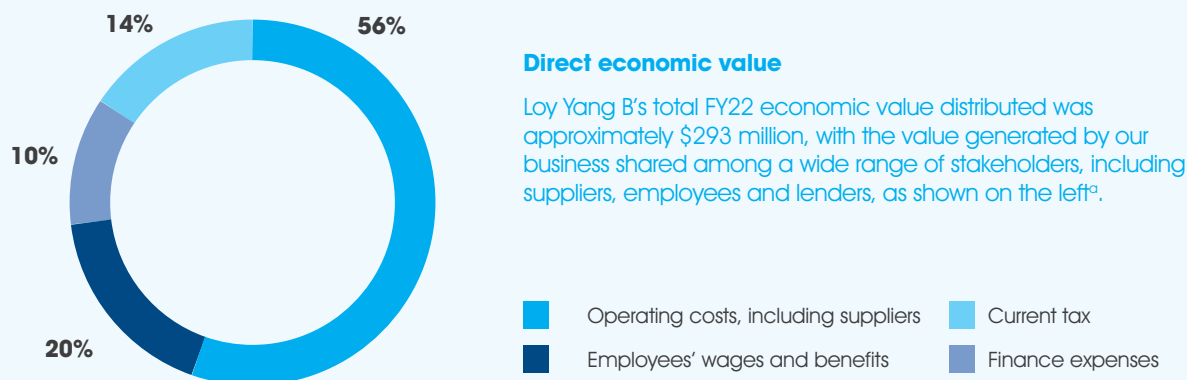 14%
56%
10%
20%
Direct economic value
Loy Yang B's total FY22 economic value distributed was
approximately $293 million, with the value generated by our
business shared among a wide range of stakeholders, including
suppliers, employees and lenders, as shown on the leftᵃ.
Operating costs, including suppliers
Current tax
Employees' wages and benefits
Finance expenses